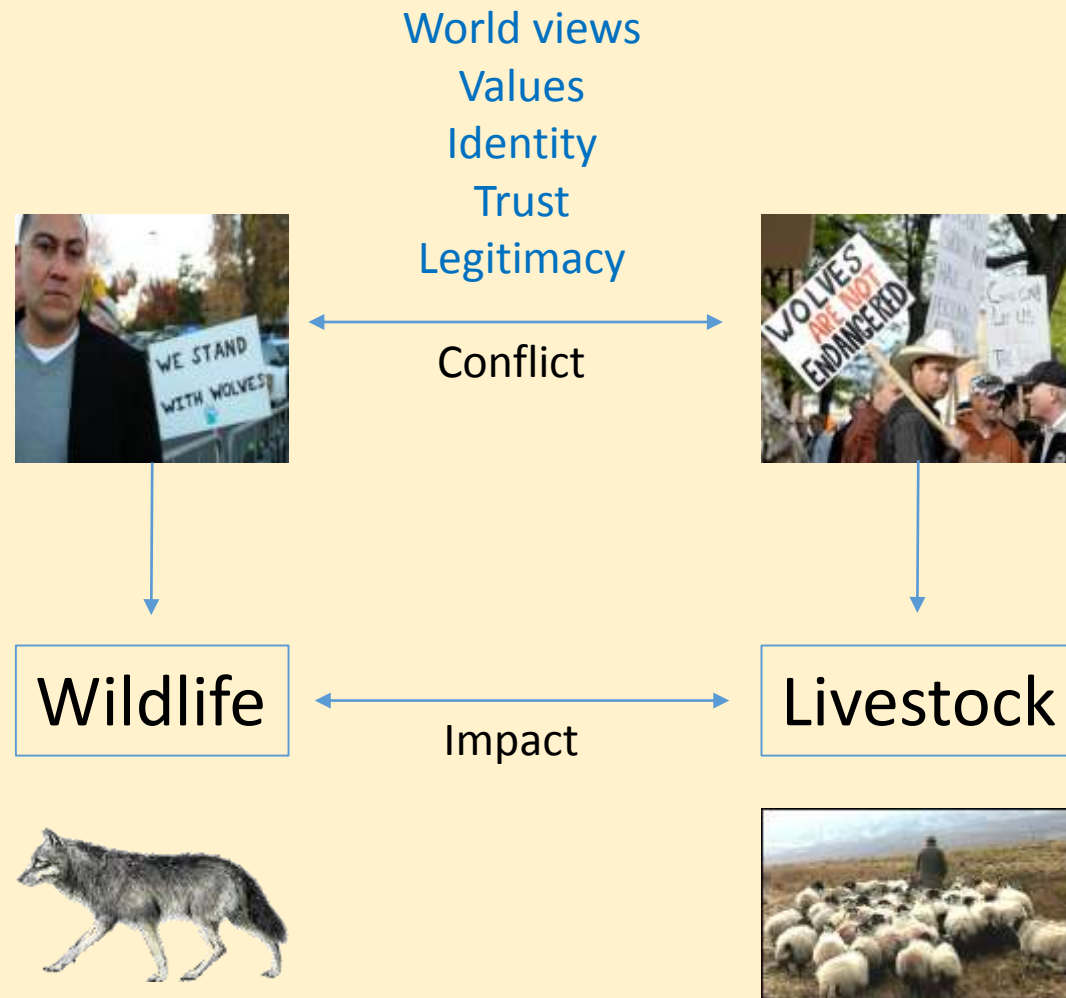 World views
Values
Identity
Trust
Legitimacy
WE STAND
WITH WOLVES
WOLVES
ARE NOT
ENDANGERED
Conflict
Wildlife
Impact
Livestock